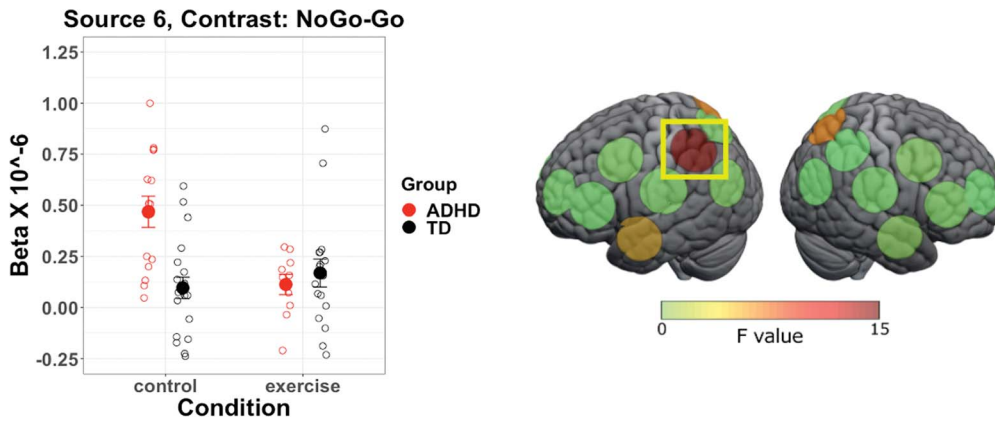 Source 6, Contrast: NoGo-Go
Beta X 10^-6
1.25
1.00
0.75
0.50
0.25
0.00
-0.25
control
exercise
Condition
Group
ADHD
TD
0
15
F value